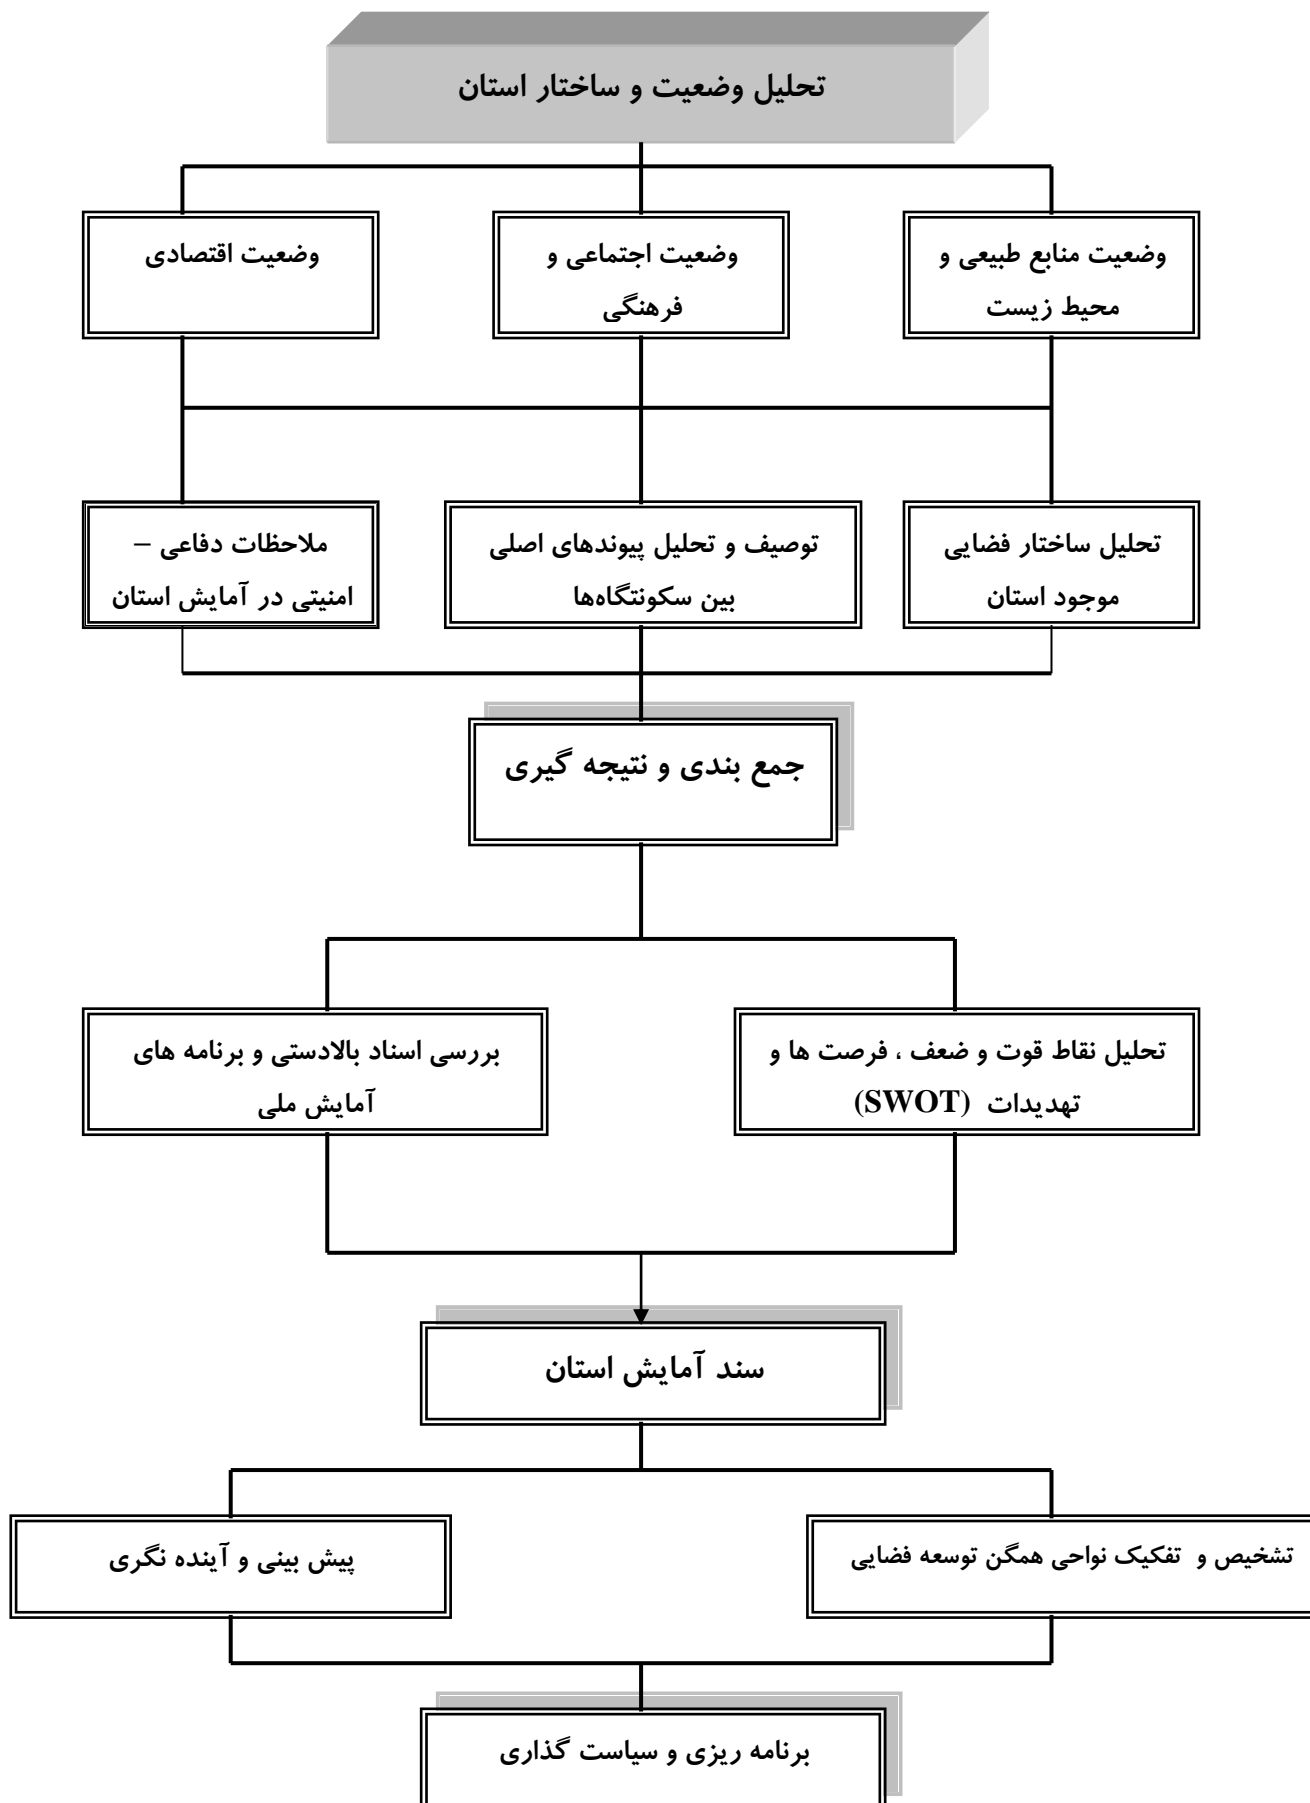 تحلیل وضعیت و ساختار استان
وضعیت منابع طبیعی و
محیط زیست
وضعیت اجتماعی و
فرهنگی
وضعیت اقتصادی
تحلیل ساختار فضایی
موجود استان
توصیف و تحلیل پیوندهای اصلی
بین سکونتگاه‌ها
ملاحظات دفاعی –
امنیتی در آمایش استان
جمع بندی و نتیجه گیری
تحلیل نقاط قوت و ضعف ، فرصت ها و
تهدیدات (SWOT)
بررسی اسناد بالادستی و برنامه های
آمایش ملی
سند آمایش استان
تشخیص و تفکیک نواحی همگن توسعه فضایی
پیش بینی و آینده نگری
برنامه ریزی و سیاست گذاری